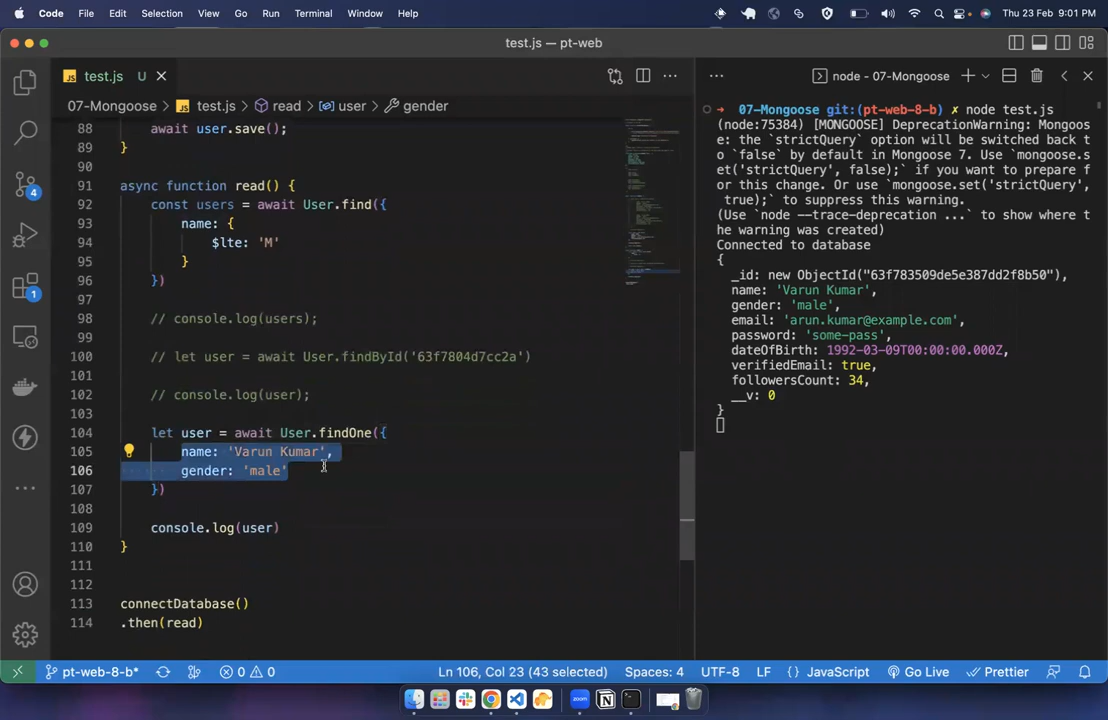 Code File Edit Selection View Go Run Terminal Window Help Thu 23 Feb 9:01 PM
test.js — pt-web
JS test.js U
node - 07-Mongoose
07-Mongoose > JS test.js > read > user > gender
88 await user.save();
89 }
90
91 async function read() {
92 const users = await User.find({
93 name: {
94 $lte: 'M'
95 }
96 })
97
98 // console.log(users);
99
100 // let user = await User.findById('63f7804d7cc2a')
101
102 // console.log(user);
103
104 let user = await User.findOne({
105 name: 'Varun Kumar',
106 gender: 'male'
107 })
108
109 console.log(user)
110 }
111
112
113 connectDatabase()
114 .then(read)
4
1
→ 07-Mongoose git:(pt-web-8-b) ✗ node test.js
(node:75384) [MONGOOSE] DeprecationWarning: Mongoos
e: the `strictQuery` option will be switched back t
o `false` by default in Mongoose 7. Use `mongoose.s
et('strictQuery', false);` if you want to prepare f
or this change. Or use `mongoose.set('strictQuery',
true);` to suppress this warning.
(Use `node --trace-deprecation ...` to show where t
he warning was created)
Connected to database
{
_id: new ObjectId("63f783509de5e387dd2f8b50"),
name: 'Varun Kumar',
gender: 'male',
email: 'arun.kumar@example.com',
password: 'some-pass',
dateOfBirth: 1992-03-09T00:00:00.000Z,
verifiedEmail: true,
followersCount: 34,
__v: 0
}
pt-web-8-b* 0 0 Ln 106, Col 23 (43 selected) Spaces: 4 UTF-8 LF {} JavaScript Go Live Prettier
zoom